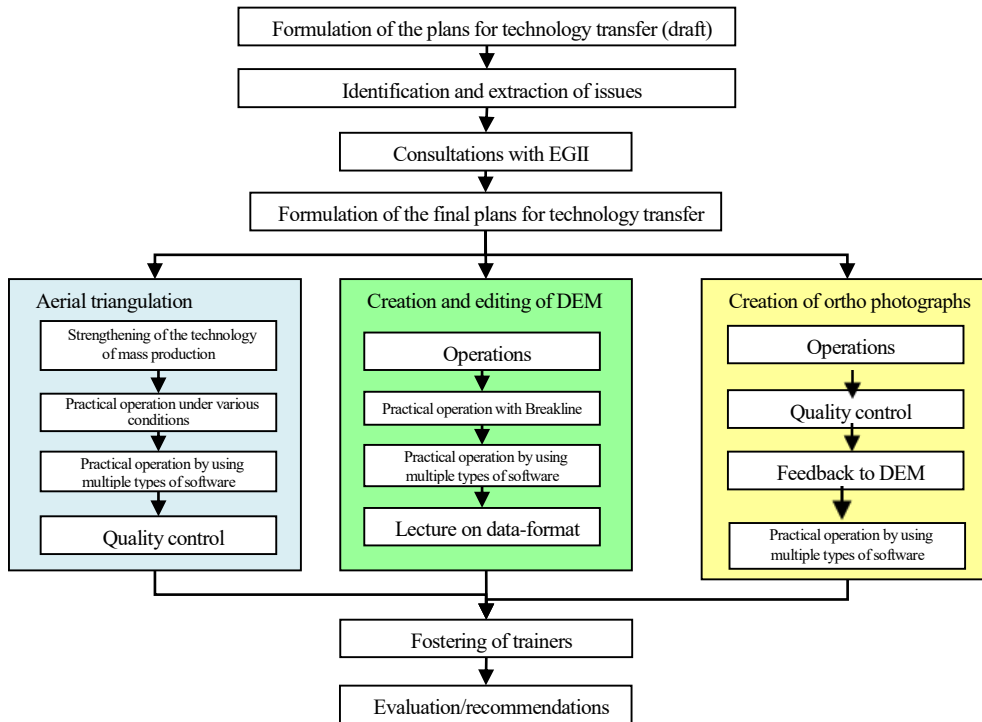 Formulation of the plans for technology transfer (draft)
Identification and extraction of issues
Consultations with EGII
Formulation of the final plans for technology transfer
Aerial triangulation
Strengthening of the technology
of mass production
Practical operation under various
conditions
Practical operation by using
multiple types of software
Quality control
Creation and editing of DEM
Operations
Practical operation with Breakline
Practical operation by using
multiple types of software
Lecture on data-format
Creation of ortho photographs
Operations
Quality control
Feedback to DEM
Practical operation by using
multiple types of software
Fostering of trainers
Evaluation/recommendations